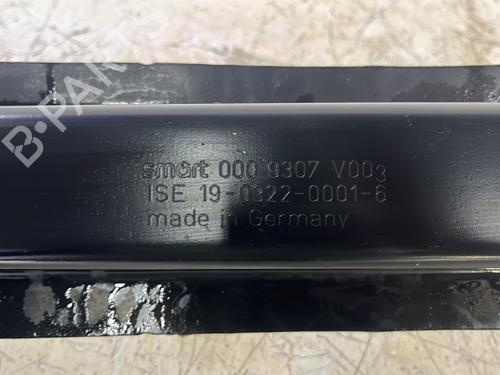 smart 000 9307 V003
ISE 19-0322-0001-6
made in Germany
B-PARTS